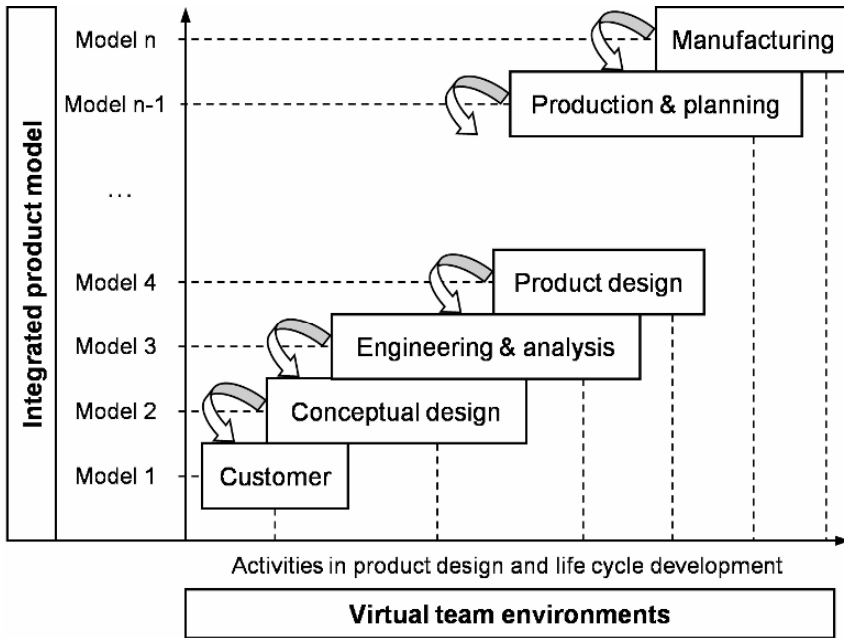 Integrated product model
Model n
Manufacturing
Model n-1
Production & planning
...
Model 4
Product design
Model 3
Engineering & analysis
Model 2
Conceptual design
Model 1
Customer
Activities in product design and life cycle development
Virtual team environments